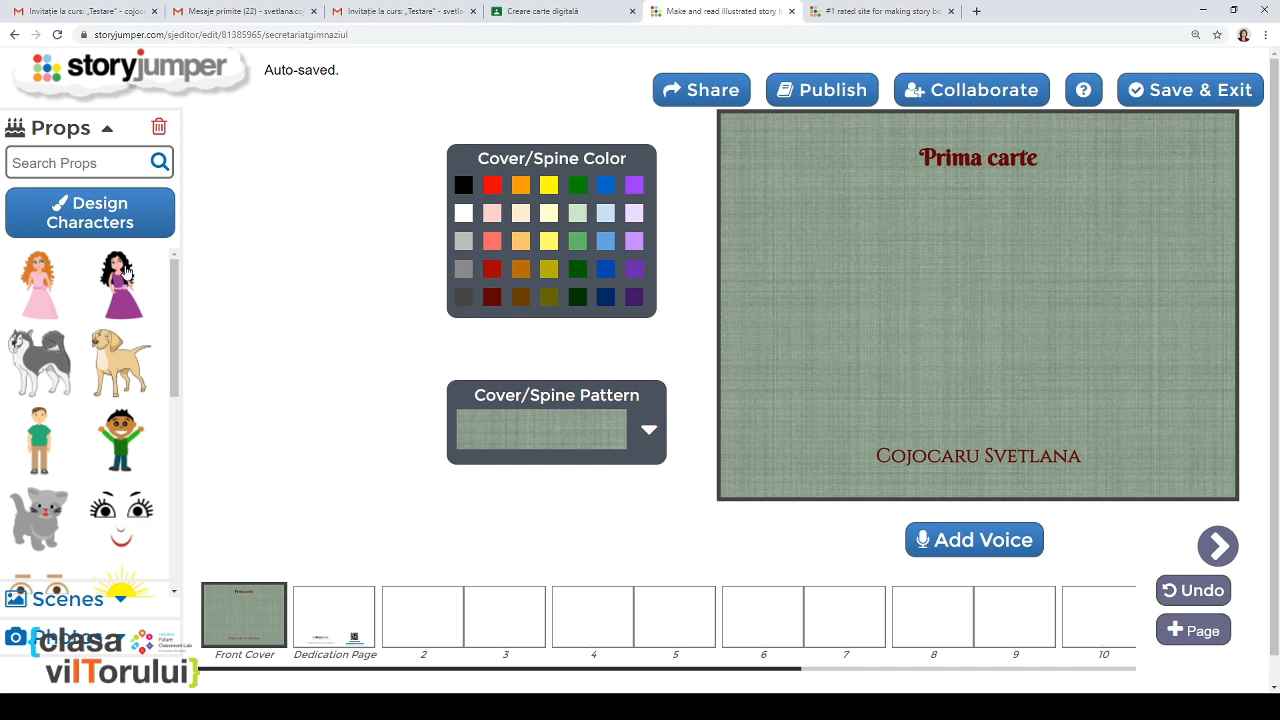 Invitație la curs: „Testare” - cojoc
Mesaje primite (22) - svetlana.coj
Invitație la curs: „Testare” - svetla
Creare carte digitală
Make and read illustrated story b
#1 rated site for making story bo
storyjumper.com/sjeditor/edit/81385965/secretariatgimnaziul
storyjumper
Auto-saved.
Share
Publish
Collaborate
?
Save & Exit
Props
Search Props
Design
Characters
Cover/Spine Color
Cover/Spine Pattern
Prima carte
Cojocaru Svetlana
Add Voice
Scenes
Photos
Undo
+ Page
Front Cover
Dedication Page
2
3
4
5
6
7
8
9
10
{clasa
viITorului}
Future
Classroom Lab